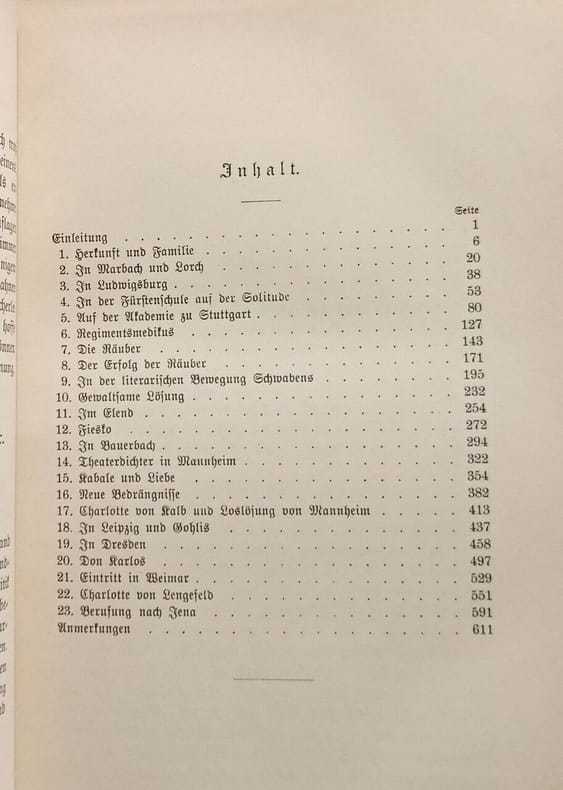 Inhalt.
Seite
Einleitung . . . . . . . . . . . . . . . . . 1
1. Herkunft und Familie . . . . . . . . . . . . . 6
2. In Marbach und Lorch . . . . . . . . . . . . 20
3. In Ludwigsburg . . . . . . . . . . . . . . 38
4. In der Fürstenschule auf der Solitude . . . . . . . 53
5. Auf der Akademie zu Stuttgart . . . . . . . . . . 80
6. Regimentsmedikus . . . . . . . . . . . . . . 127
7. Die Räuber . . . . . . . . . . . . . . . 143
8. Der Erfolg der Räuber . . . . . . . . . . . . 171
9. In der literarischen Bewegung Schwabens . . . . . . . 195
10. Gewaltsame Lösung . . . . . . . . . . . . . 232
11. Im Elend . . . . . . . . . . . . . . . . 254
12. Fiesko . . . . . . . . . . . . . . . . 272
13. In Bauerbach . . . . . . . . . . . . . . . 294
14. Theaterdichter in Mannheim . . . . . . . . . . . 322
15. Kabale und Liebe . . . . . . . . . . . . . 354
16. Neue Bedrängnisse . . . . . . . . . . . . . 382
17. Charlotte von Kalb und Loslösung von Mannheim . . . . . 413
18. In Leipzig und Gohlis . . . . . . . . . . . . 437
19. In Dresden . . . . . . . . . . . . . . . 458
20. Don Karlos . . . . . . . . . . . . . . . 497
21. Eintritt in Weimar . . . . . . . . . . . . . 529
22. Charlotte von Lengefeld . . . . . . . . . . . . 551
23. Berufung nach Jena . . . . . . . . . . . . . 591
Anmerkungen . . . . . . . . . . . . . . . . 611